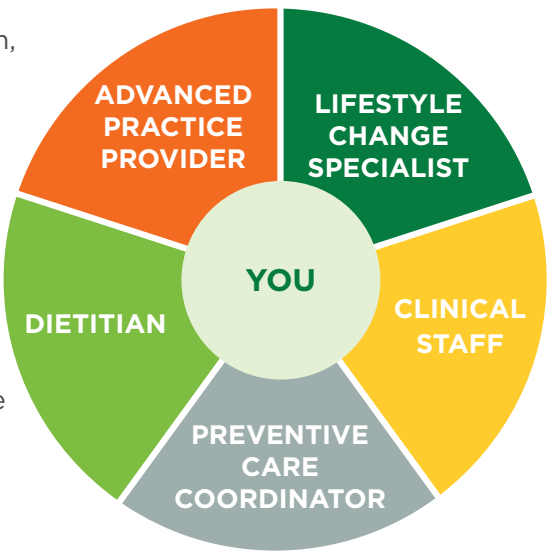 ADVANCED
PRACTICE
PROVIDER
LIFESTYLE
CHANGE
SPECIALIST
YOU
DIETITIAN
CLINICAL
STAFF
PREVENTIVE
CARE
COORDINATOR